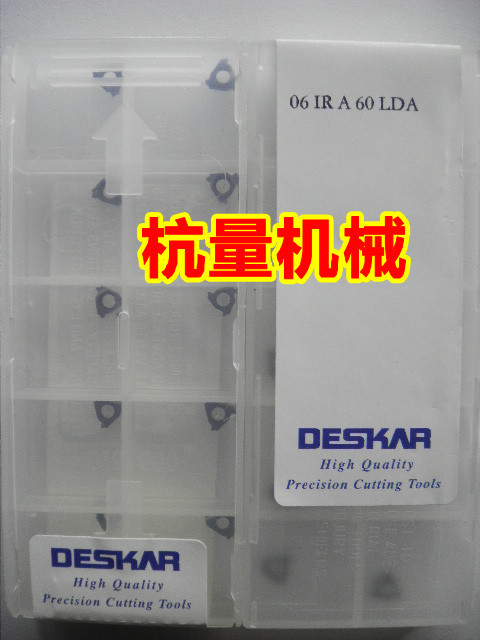 06 IR A 60 LDA
杭量机械
DESKAR
High Quality
Precision Cutting Tools
DESKAR
High Quality
Precision Cutting Tools